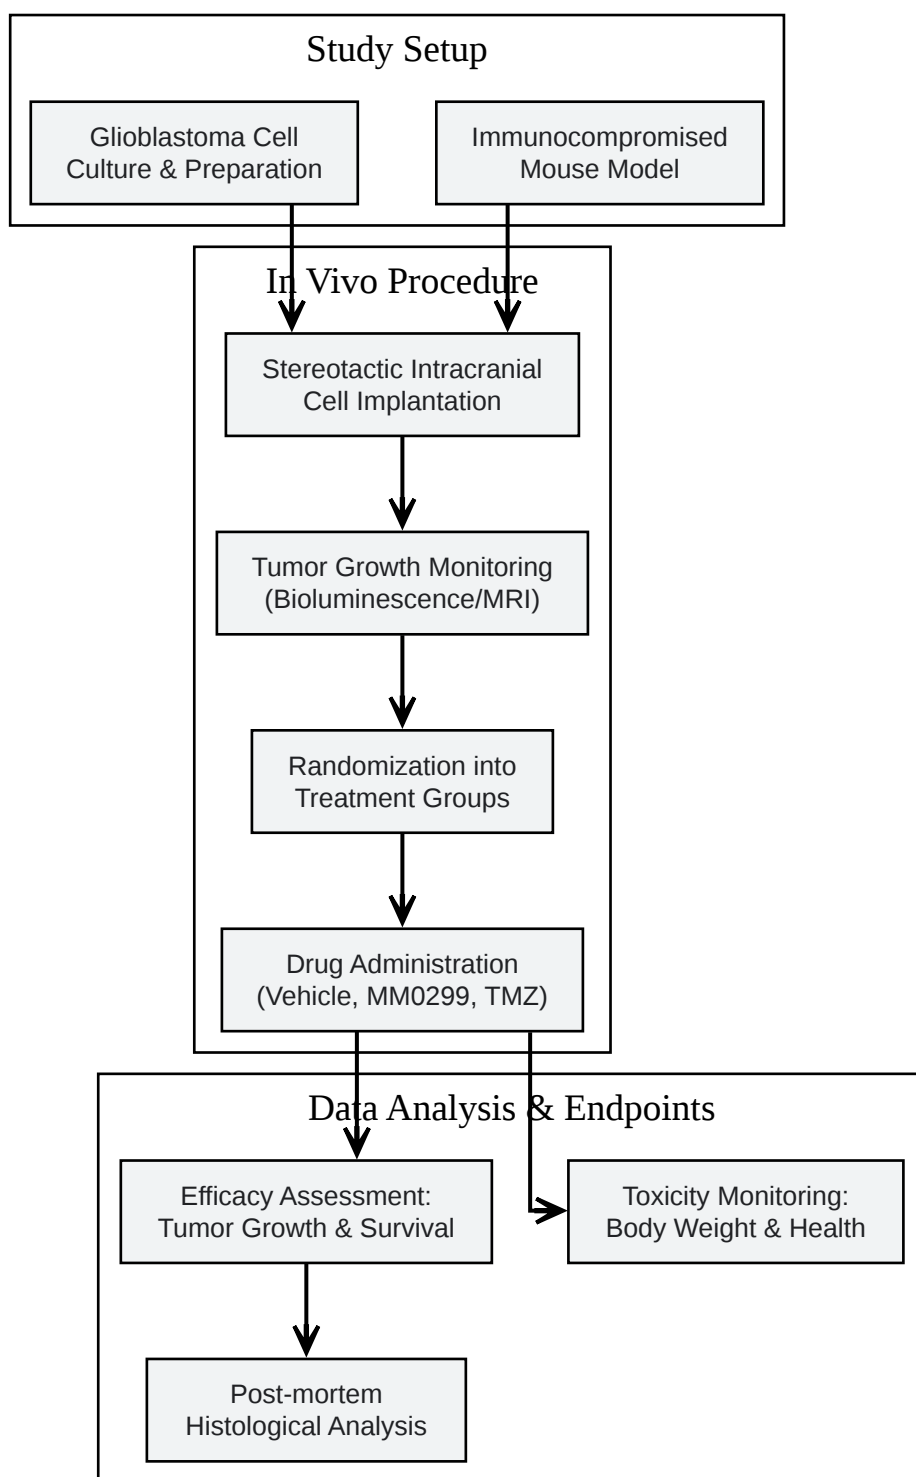 Study Setup
Glioblastoma Cell
Culture & Preparation
Immunocompromised
Mouse Model
In Vivo Procedure
Stereotactic Intracranial
Cell Implantation
Tumor Growth Monitoring
(Bioluminescence/MRI)
Randomization into
Treatment Groups
Drug Administration
(Vehicle, MM0299, TMZ)
Data Analysis & Endpoints
Efficacy Assessment:
Tumor Growth & Survival
Toxicity Monitoring:
Body Weight & Health
Post-mortem
Histological Analysis